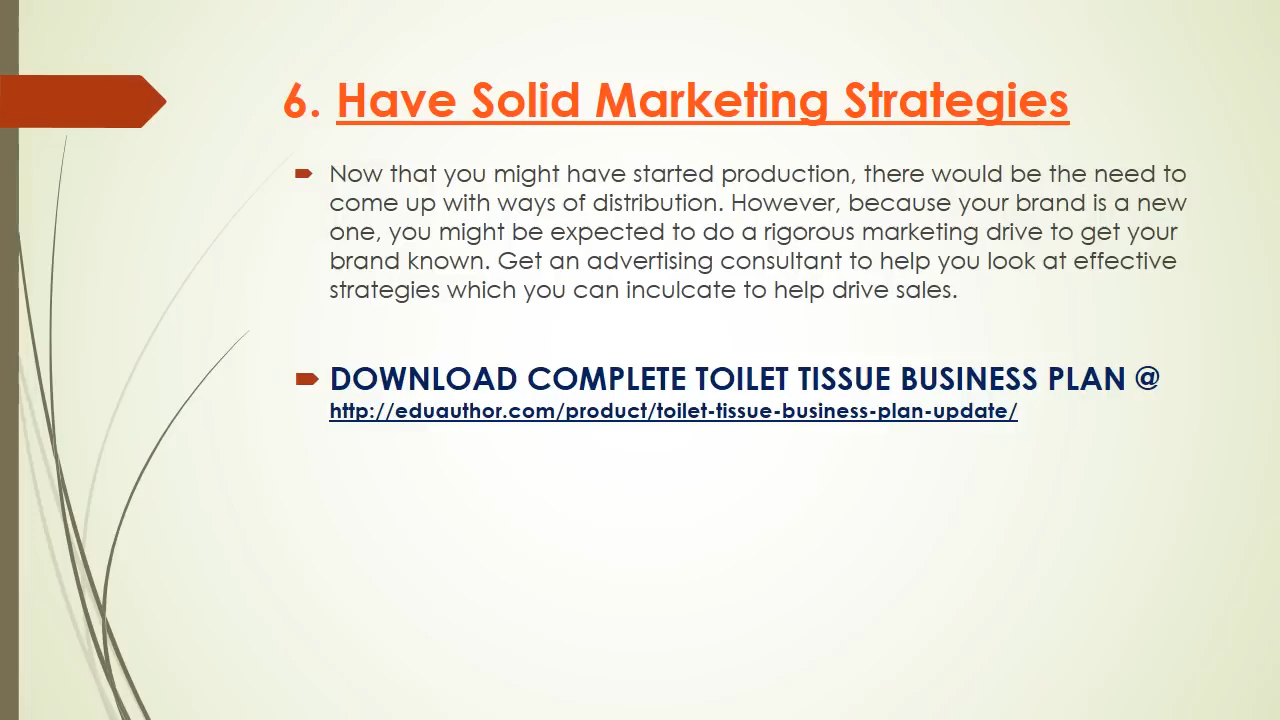 6. Have Solid Marketing Strategies
Now that you might have started production, there would be the need to
come up with ways of distribution. However, because your brand is a new
one, you might be expected to do a rigorous marketing drive to get your
brand known. Get an advertising consultant to help you look at effective
strategies which you can inculcate to help drive sales.
DOWNLOAD COMPLETE TOILET TISSUE BUSINESS PLAN @
http://eduauthor.com/product/toilet-tissue-business-plan-update/